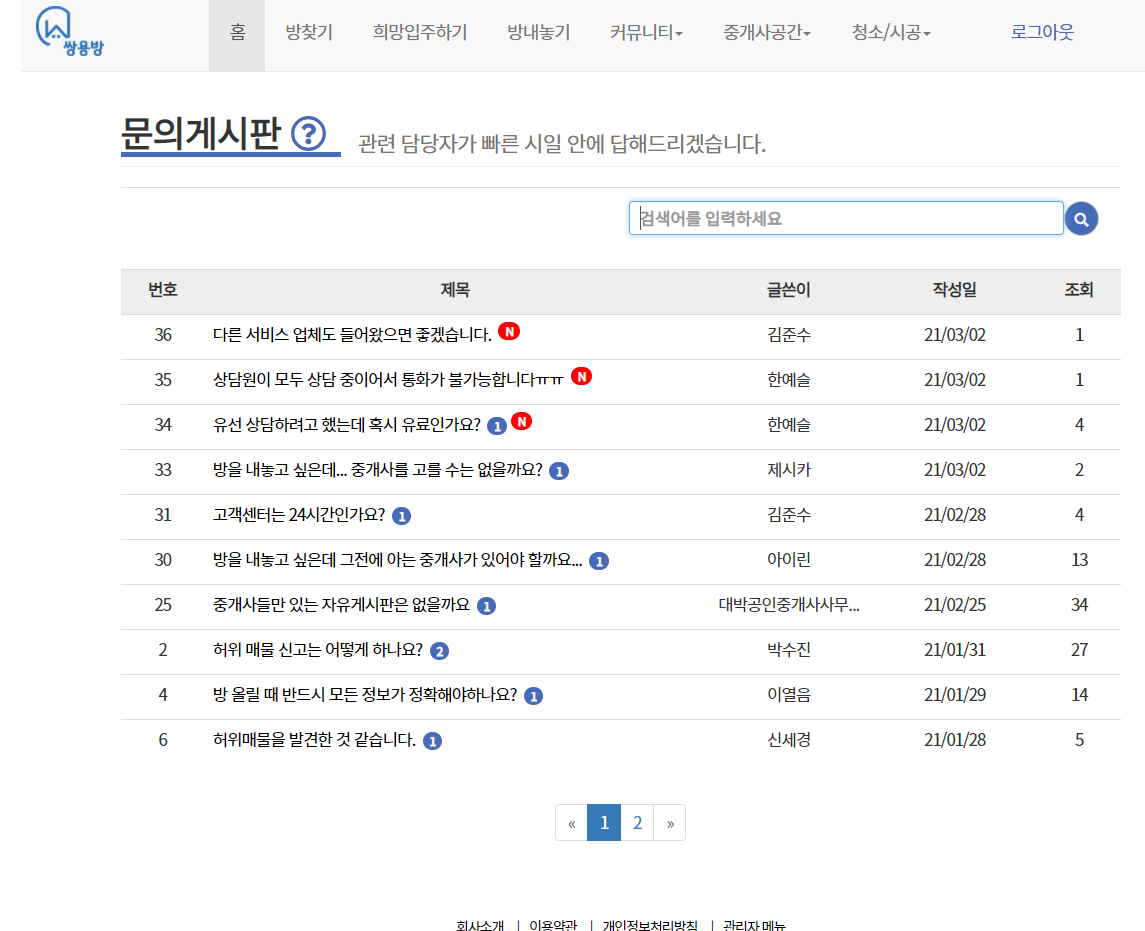 쌍용방
홈 방찾기 희망입주하기 방내놓기 커뮤니티 중개사공간 청소/시공 로그아웃
문의게시판 ? 관련 담당자가 빠른 시일 안에 답해드리겠습니다.
검색어를 입력하세요
번호 제목 글쓴이 작성일 조회
36 다른 서비스 업체도 들어왔으면 좋겠습니다. N 김준수 21/03/02 1
35 상담원이 모두 상담 중이어서 통화가 불가능합니다ㅠㅠ N 한예슬 21/03/02 1
34 유선 상담하려고 했는데 혹시 유료인가요? 1 N 한예슬 21/03/02 4
33 방을 내놓고 싶은데... 중개사를 고를 수는 없을까요? 1 제시카 21/03/02 2
31 고객센터는 24시간인가요? 1 김준수 21/02/28 4
30 방을 내놓고 싶은데 그전에 아는 중개사가 있어야 할까요... 1 아이린 21/02/28 13
25 중개사들만 있는 자유게시판은 없을까요 1 대박공인중개사사무... 21/02/25 34
2 허위 매물 신고는 어떻게 하나요? 2 박수진 21/01/31 27
4 방 올릴 때 반드시 모든 정보가 정확해야하나요? 1 이열음 21/01/29 14
6 허위매물을 발견한 것 같습니다. 1 신세경 21/01/28 5
« 1 2 »
회사소개 | 이용약관 | 개인정보처리방침 | 관리자 메뉴